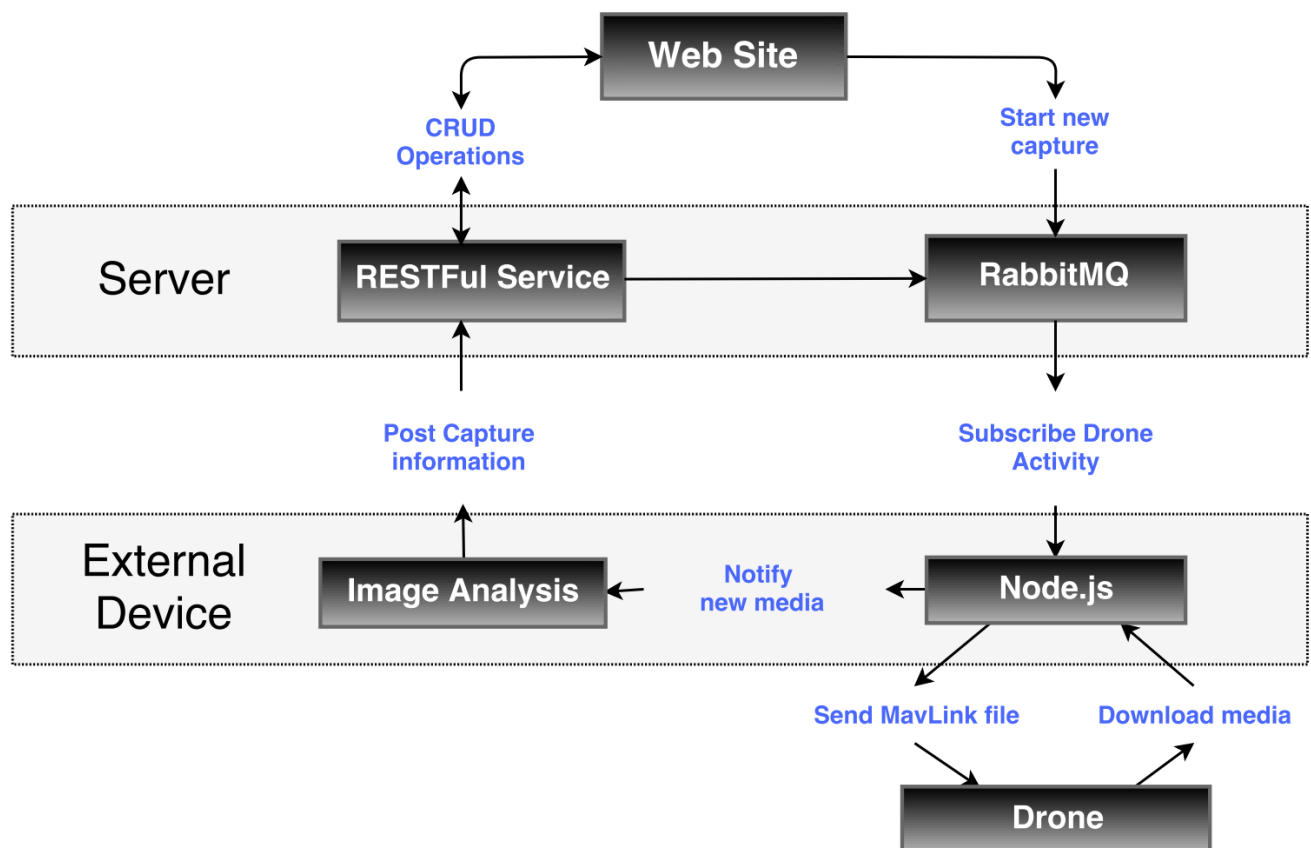 Web Site
CRUD
Operations
Start new
capture
Server
RESTFul Service
RabbitMQ
Post Capture
information
Subscribe Drone
Activity
External
Device
Image Analysis
Notify
new media
Node.js
Send MavLink file
Download media
Drone